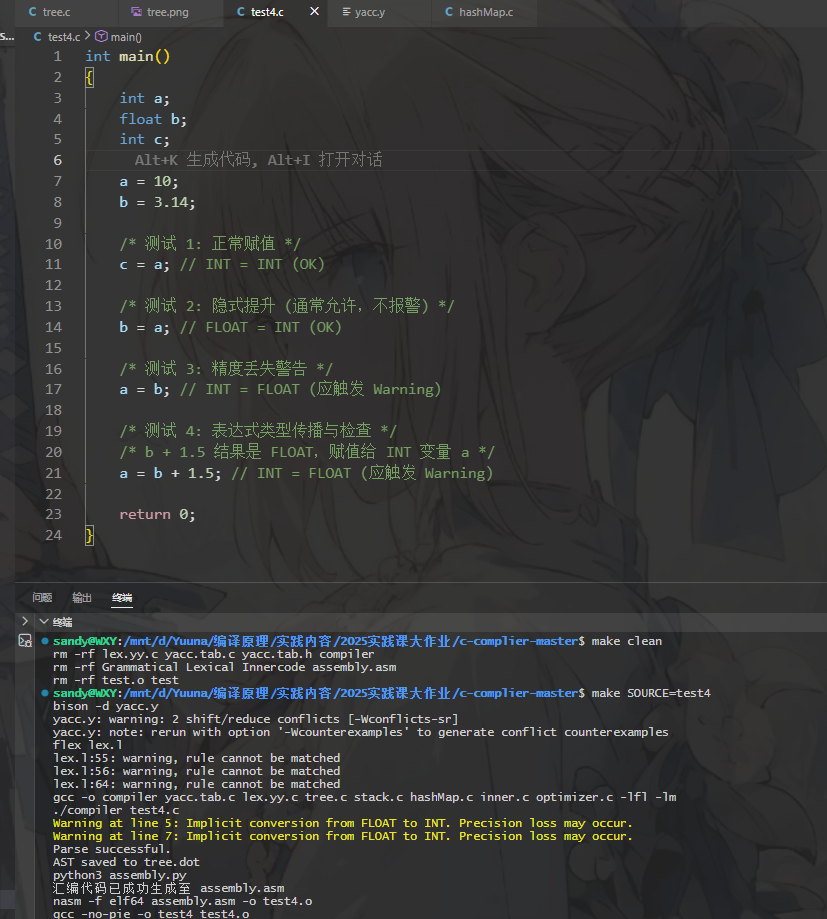 tree.c tree.png test4.c × yacc.y hashMap.c
s... test4.c > main()
1 int main()
2 {
3 int a;
4 float b;
5 int c;
6 Alt+K 生成代码, Alt+I 打开对话
7 a = 10;
8 b = 3.14;
9
10 /* 测试 1: 正常赋值 */
11 c = a; // INT = INT (OK)
12
13 /* 测试 2: 隐式提升 (通常允许，不报警) */
14 b = a; // FLOAT = INT (OK)
15
16 /* 测试 3: 精度丢失警告 */
17 a = b; // INT = FLOAT (应触发 Warning)
18
19 /* 测试 4: 表达式类型传播与检查 */
20 /* b + 1.5 结果是 FLOAT，赋值给 INT 变量 a */
21 a = b + 1.5; // INT = FLOAT (应触发 Warning)
22
23 return 0;
24 }
问题 输出 终端
终端
sandy@WXY:/mnt/d/Yuuna/编译原理/实践内容/2025实践课大作业/c-complier-master$ make clean
rm -rf lex.yy.c yacc.tab.c yacc.tab.h compiler
rm -rf Grammatical Lexical Innercode assembly.asm
rm -rf test.o test
sandy@WXY:/mnt/d/Yuuna/编译原理/实践内容/2025实践课大作业/c-complier-master$ make SOURCE=test4
bison -d yacc.y
yacc.y: warning: 2 shift/reduce conflicts [-Wconflicts-sr]
yacc.y: note: rerun with option '-Wcounterexamples' to generate conflict counterexamples
flex lex.l
lex.l:55: warning, rule cannot be matched
lex.l:56: warning, rule cannot be matched
lex.l:64: warning, rule cannot be matched
gcc -o compiler yacc.tab.c lex.yy.c tree.c stack.c hashMap.c inner.c optimizer.c -lfl -lm
./compiler test4.c
Warning at line 5: Implicit conversion from FLOAT to INT. Precision loss may occur.
Warning at line 7: Implicit conversion from FLOAT to INT. Precision loss may occur.
Parse successful.
AST saved to tree.dot
python3 assembly.py
汇编代码已成功生成至 assembly.asm
nasm -f elf64 assembly.asm -o test4.o
gcc -no-pie -o test4 test4.o